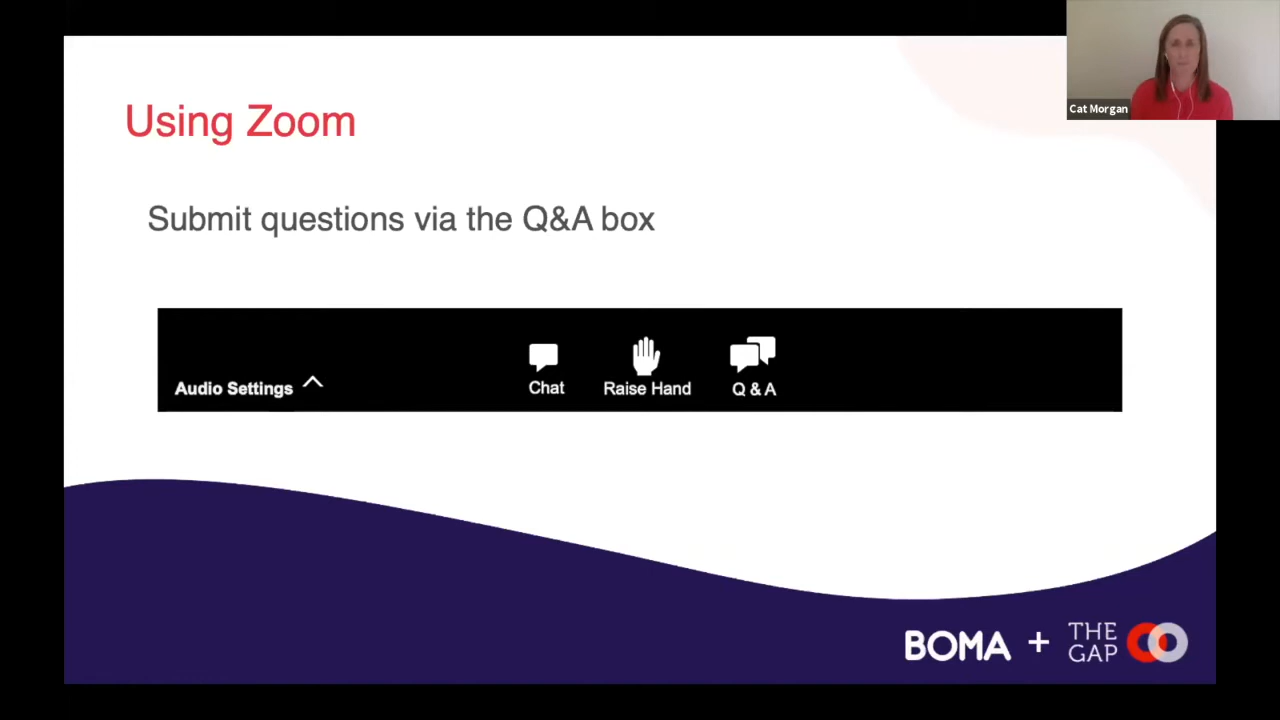 Using Zoom
Cat Morgan
Submit questions via the Q&A box
Audio Settings
Chat
Raise Hand
Q & A
BOMA + THE GAP